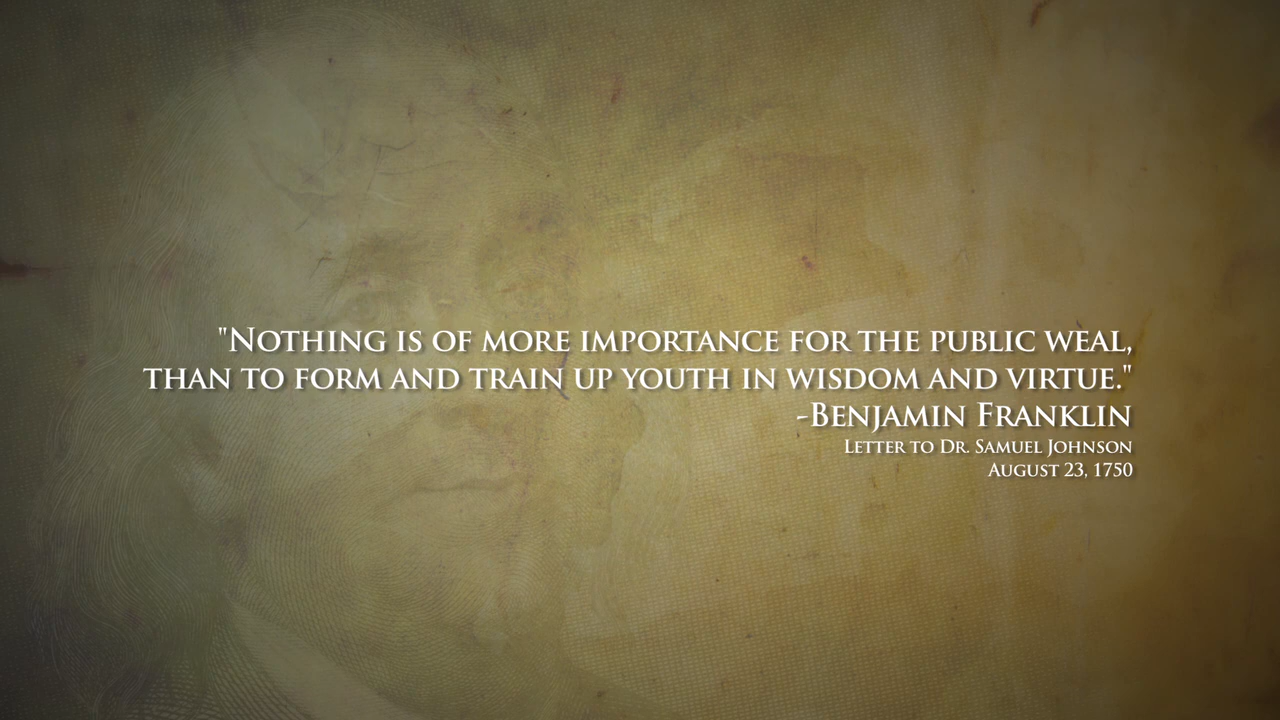 "Nothing is of more importance for the public weal,
than to form and train up youth in wisdom and virtue."
-Benjamin Franklin
Letter to Dr. Samuel Johnson
August 23, 1750